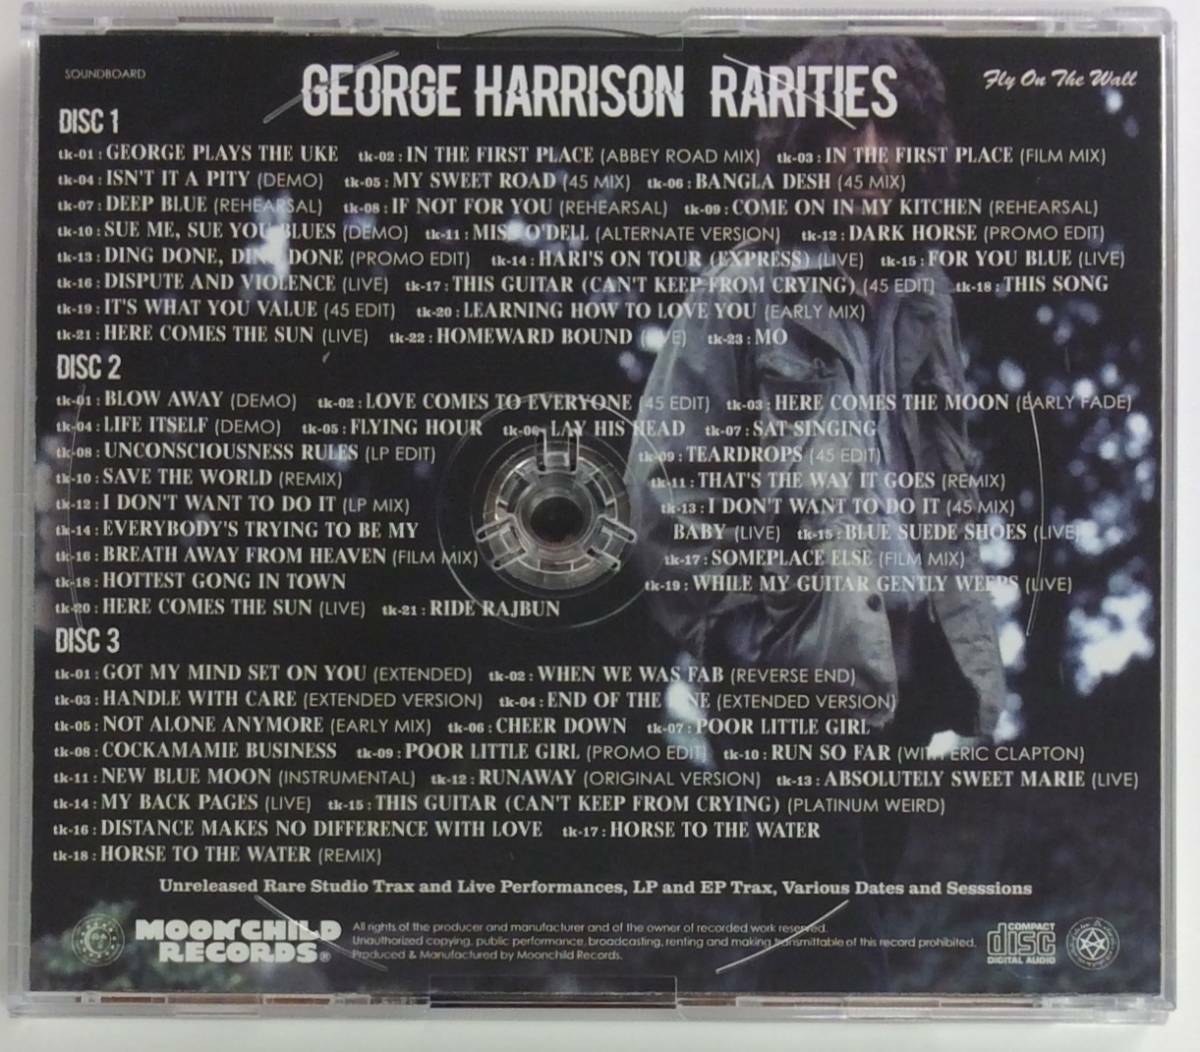 SOUNDBOARD
GEORGE HARRISON RARITIES
Fly On The Wall
DISC 1
tk-01 : GEORGE PLAYS THE UKE tk-02 : IN THE FIRST PLACE (ABBEY ROAD MIX) tk-03 : IN THE FIRST PLACE (FILM MIX)
tk-04 : ISN'T IT A PITY (DEMO) tk-05 : MY SWEET ROAD (45 MIX) tk-06 : BANGLA DESH (45 MIX)
tk-07 : DEEP BLUE (REHEARSAL) tk-08 : IF NOT FOR YOU (REHEARSAL) tk-09 : COME ON IN MY KITCHEN (REHEARSAL)
tk-10 : SUE ME, SUE YOU BLUES (DEMO) tk-11 : MISS O'DELL (ALTERNATE VERSION) tk-12 : DARK HORSE (PROMO EDIT)
tk-13 : DING DONE, DING DONE (PROMO EDIT) tk-14 : HARI'S ON TOUR (EXPRESS) (LIVE) tk-15 : FOR YOU BLUE (LIVE)
tk-16 : DISPUTE AND VIOLENCE (LIVE) tk-17 : THIS GUITAR (CAN'T KEEP FROM CRYING) (45 EDIT) tk-18 : THIS SONG
tk-19 : IT'S WHAT YOU VALUE (45 EDIT) tk-20 : LEARNING HOW TO LOVE YOU (EARLY MIX)
tk-21 : HERE COMES THE SUN (LIVE) tk-22 : HOMEWARD BOUND (LIVE) tk-23 : MO
DISC 2
tk-01 : BLOW AWAY (DEMO) tk-02 : LOVE COMES TO EVERYONE (45 EDIT) tk-03 : HERE COMES THE MOON (EARLY FADE)
tk-04 : LIFE ITSELF (DEMO) tk-05 : FLYING HOUR tk-06 : LAY HIS HEAD tk-07 : SAT SINGING
tk-08 : UNCONSCIOUSNESS RULES (LP EDIT) tk-09 : TEARDROPS (45 EDIT)
tk-10 : SAVE THE WORLD (REMIX) tk-11 : THAT'S THE WAY IT GOES (REMIX)
tk-12 : I DON'T WANT TO DO IT (LP MIX) tk-13 : I DON'T WANT TO DO IT (45 MIX)
tk-14 : EVERYBODY'S TRYING TO BE MY BABY (LIVE) tk-15 : BLUE SUEDE SHOES (LIVE)
tk-16 : BREATH AWAY FROM HEAVEN (FILM MIX) tk-17 : SOMEPLACE ELSE (FILM MIX)
tk-18 : HOTTEST GONG IN TOWN tk-19 : WHILE MY GUITAR GENTLY WEEPS (LIVE)
tk-20 : HERE COMES THE SUN (LIVE) tk-21 : RIDE RAJBUN
DISC 3
tk-01 : GOT MY MIND SET ON YOU (EXTENDED) tk-02 : WHEN WE WAS FAB (REVERSE END)
tk-03 : HANDLE WITH CARE (EXTENDED VERSION) tk-04 : END OF THE LINE (EXTENDED VERSION)
tk-05 : NOT ALONE ANYMORE (EARLY MIX) tk-06 : CHEER DOWN tk-07 : POOR LITTLE GIRL
tk-08 : COCKAMAMIE BUSINESS tk-09 : POOR LITTLE GIRL (PROMO EDIT) tk-10 : RUN SO FAR (WITH ERIC CLAPTON)
tk-11 : NEW BLUE MOON (INSTRUMENTAL) tk-12 : RUNAWAY (ORIGINAL VERSION) tk-13 : ABSOLUTELY SWEET MARIE (LIVE)
tk-14 : MY BACK PAGES (LIVE) tk-15 : THIS GUITAR (CAN'T KEEP FROM CRYING) (PLATINUM WEIRD)
tk-16 : DISTANCE MAKES NO DIFFERENCE WITH LOVE tk-17 : HORSE TO THE WATER
tk-18 : HORSE TO THE WATER (REMIX)
Unreleased Rare Studio Trax and Live Performances, LP and EP Trax, Various Dates and Sesssions
MOONCHILD
RECORDS®
All rights of the producer and manufacturer and of the owner of recorded work reserved.
Unauthorized copying, public performance, broadcasting, renting and making transmittable of this record prohibited.
Produced & Manufactured by Moonchild Records.
COMPACT
disc
DIGITAL AUDIO